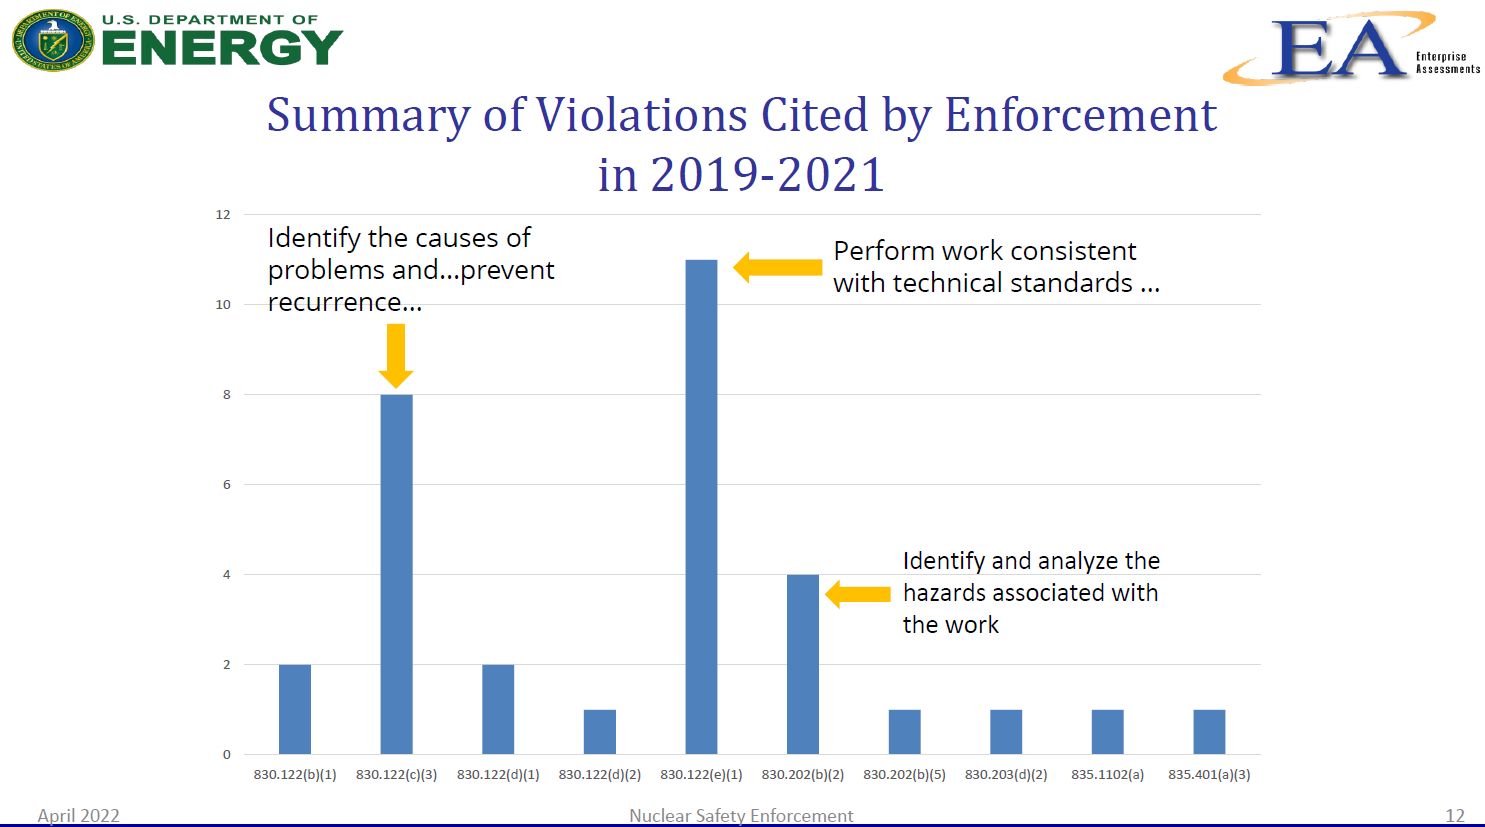 U.S. DEPARTMENT OF
ENERGY
EA
Enterprise
Assessments
Summary of Violations Cited by Enforcement
in 2019-2021
12
10
8
6
4
2
0
Identify the causes of
problems and...prevent
recurrence...
Perform work consistent
with technical standards ...
Identify and analyze the
hazards associated with
the work
830.122(b)(1)
830.122(c)(3)
830.122(d)(1)
830.122(d)(2)
830.122(e)(1)
830.202(b)(2)
830.202(b)(5)
830.203(d)(2)
835.1102(a)
835.401(a)(3)
April 2022
Nuclear Safety Enforcement
12